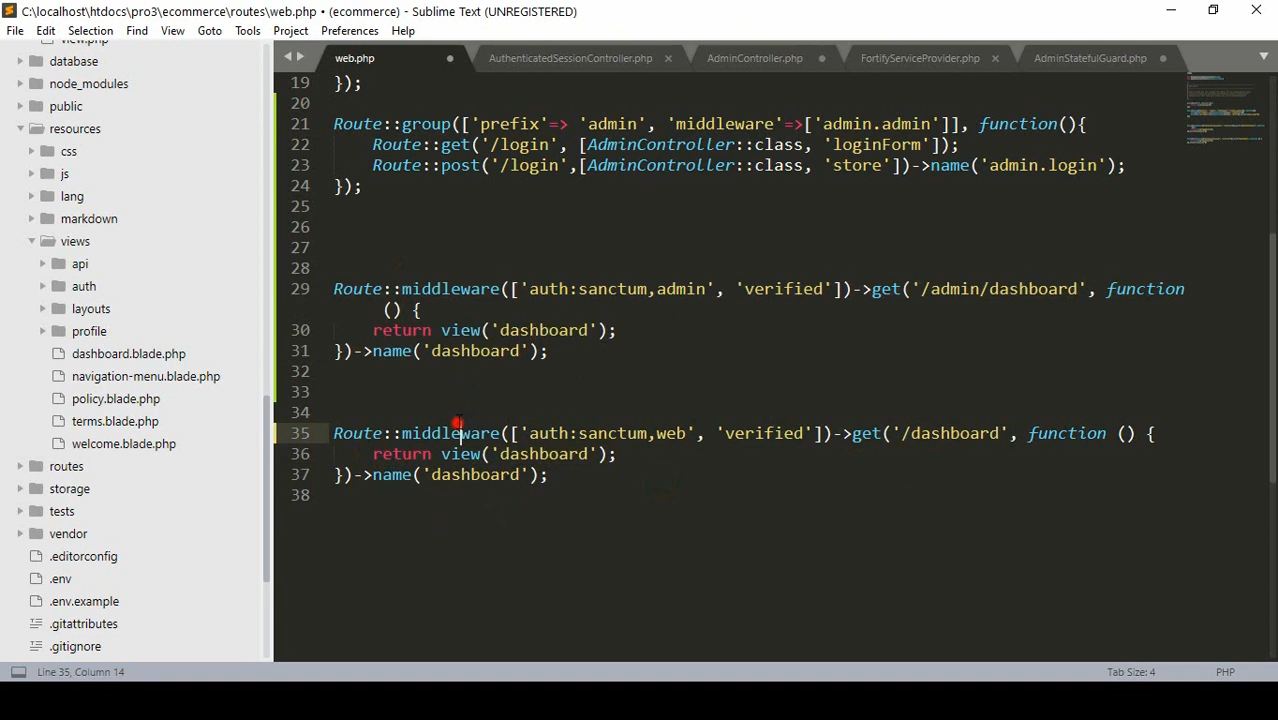 C:\localhost\htdocs\pro3\ecommerce\routes\web.php • (ecommerce) - Sublime Text (UNREGISTERED)
File Edit Selection Find View Goto Tools Project Preferences Help
view.php
database
node_modules
public
resources
css
js
lang
markdown
views
api
auth
layouts
profile
dashboard.blade.php
navigation-menu.blade.php
policy.blade.php
terms.blade.php
welcome.blade.php
routes
storage
tests
vendor
.editorconfig
.env
.env.example
.gitattributes
.gitignore
web.php AuthenticatedSessionController.php AdminController.php FortifyServiceProvider.php AdminStatefulGuard.php
19 });
20
21 Route::group(['prefix'=> 'admin', 'middleware'=>['admin.admin']], function(){
22 Route::get('/login', [AdminController::class, 'loginForm']);
23 Route::post('/login',[AdminController::class, 'store'])->name('admin.login');
24 });
25
26
27
28
29 Route::middleware(['auth:sanctum,admin', 'verified'])->get('/admin/dashboard', function
() {
30 return view('dashboard');
31 })->name('dashboard');
32
33
34
35 Route::middleware(['auth:sanctum,web', 'verified'])->get('/dashboard', function () {
36 return view('dashboard');
37 })->name('dashboard');
38
Line 35, Column 14 Tab Size: 4 PHP